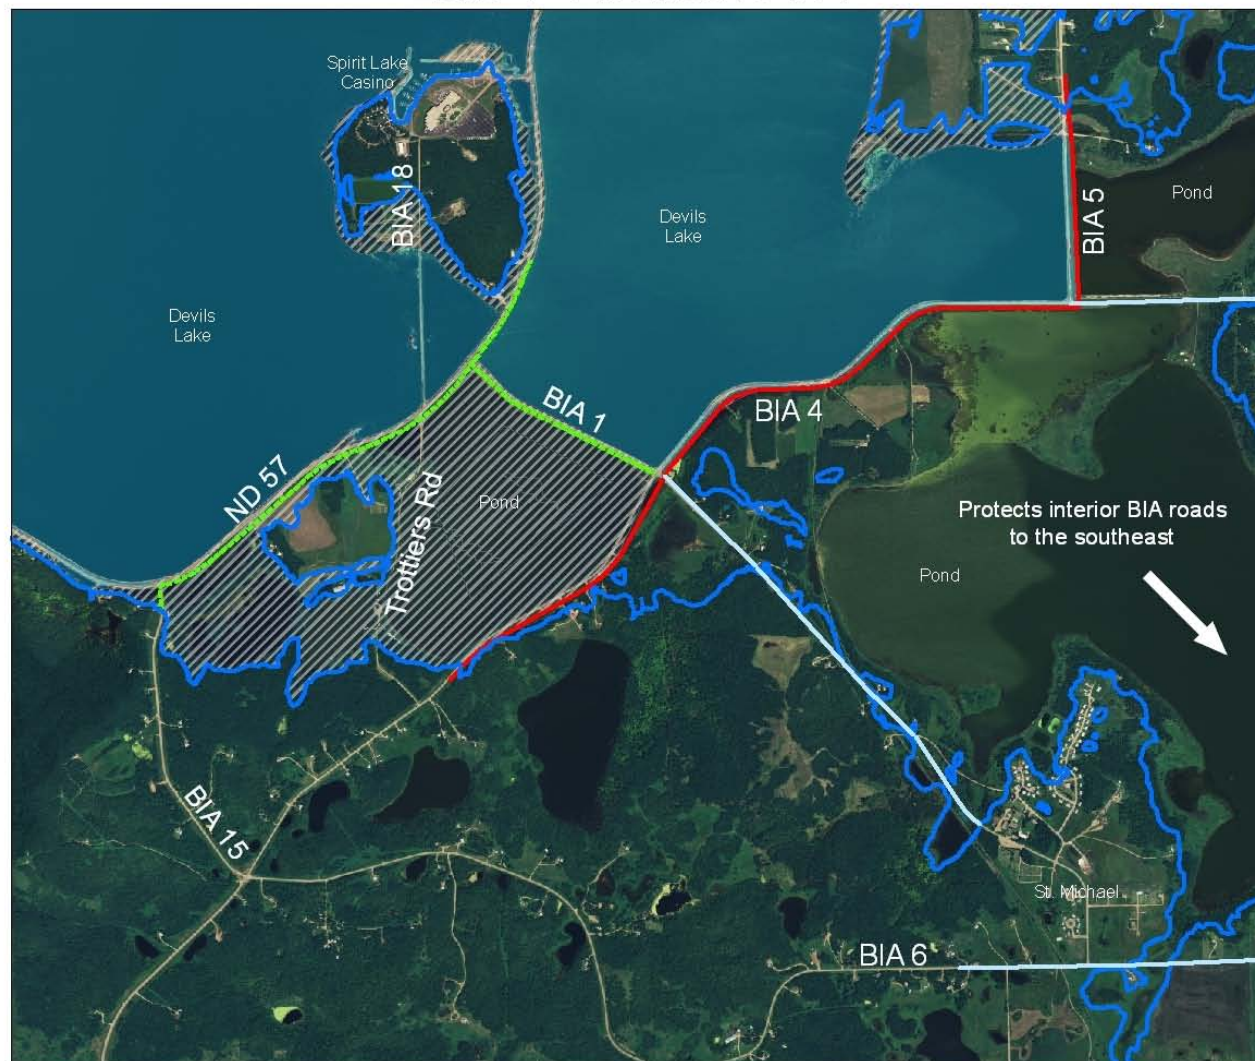 Spirit Lake
Casino
BIA 18
Devils
Lake
Pond
BIA 5
Devils
Lake
BIA 1
BIA 4
ND 57
Pond
Trottiers Rd
Protects interior BIA roads
to the southeast
Pond
BIA 15
St. Michael
BIA 6